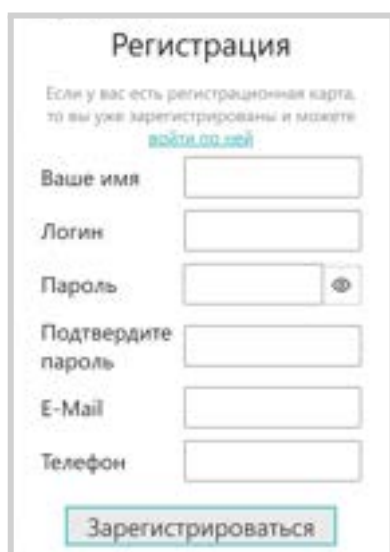 Регистрация
Если у вас есть регистрационная карта,
то вы уже зарегистрированы и можете
войти по ней
Ваше имя
Логин
Пароль
Подтвердите
пароль
E-Mail
Телефон
Зарегистрироваться